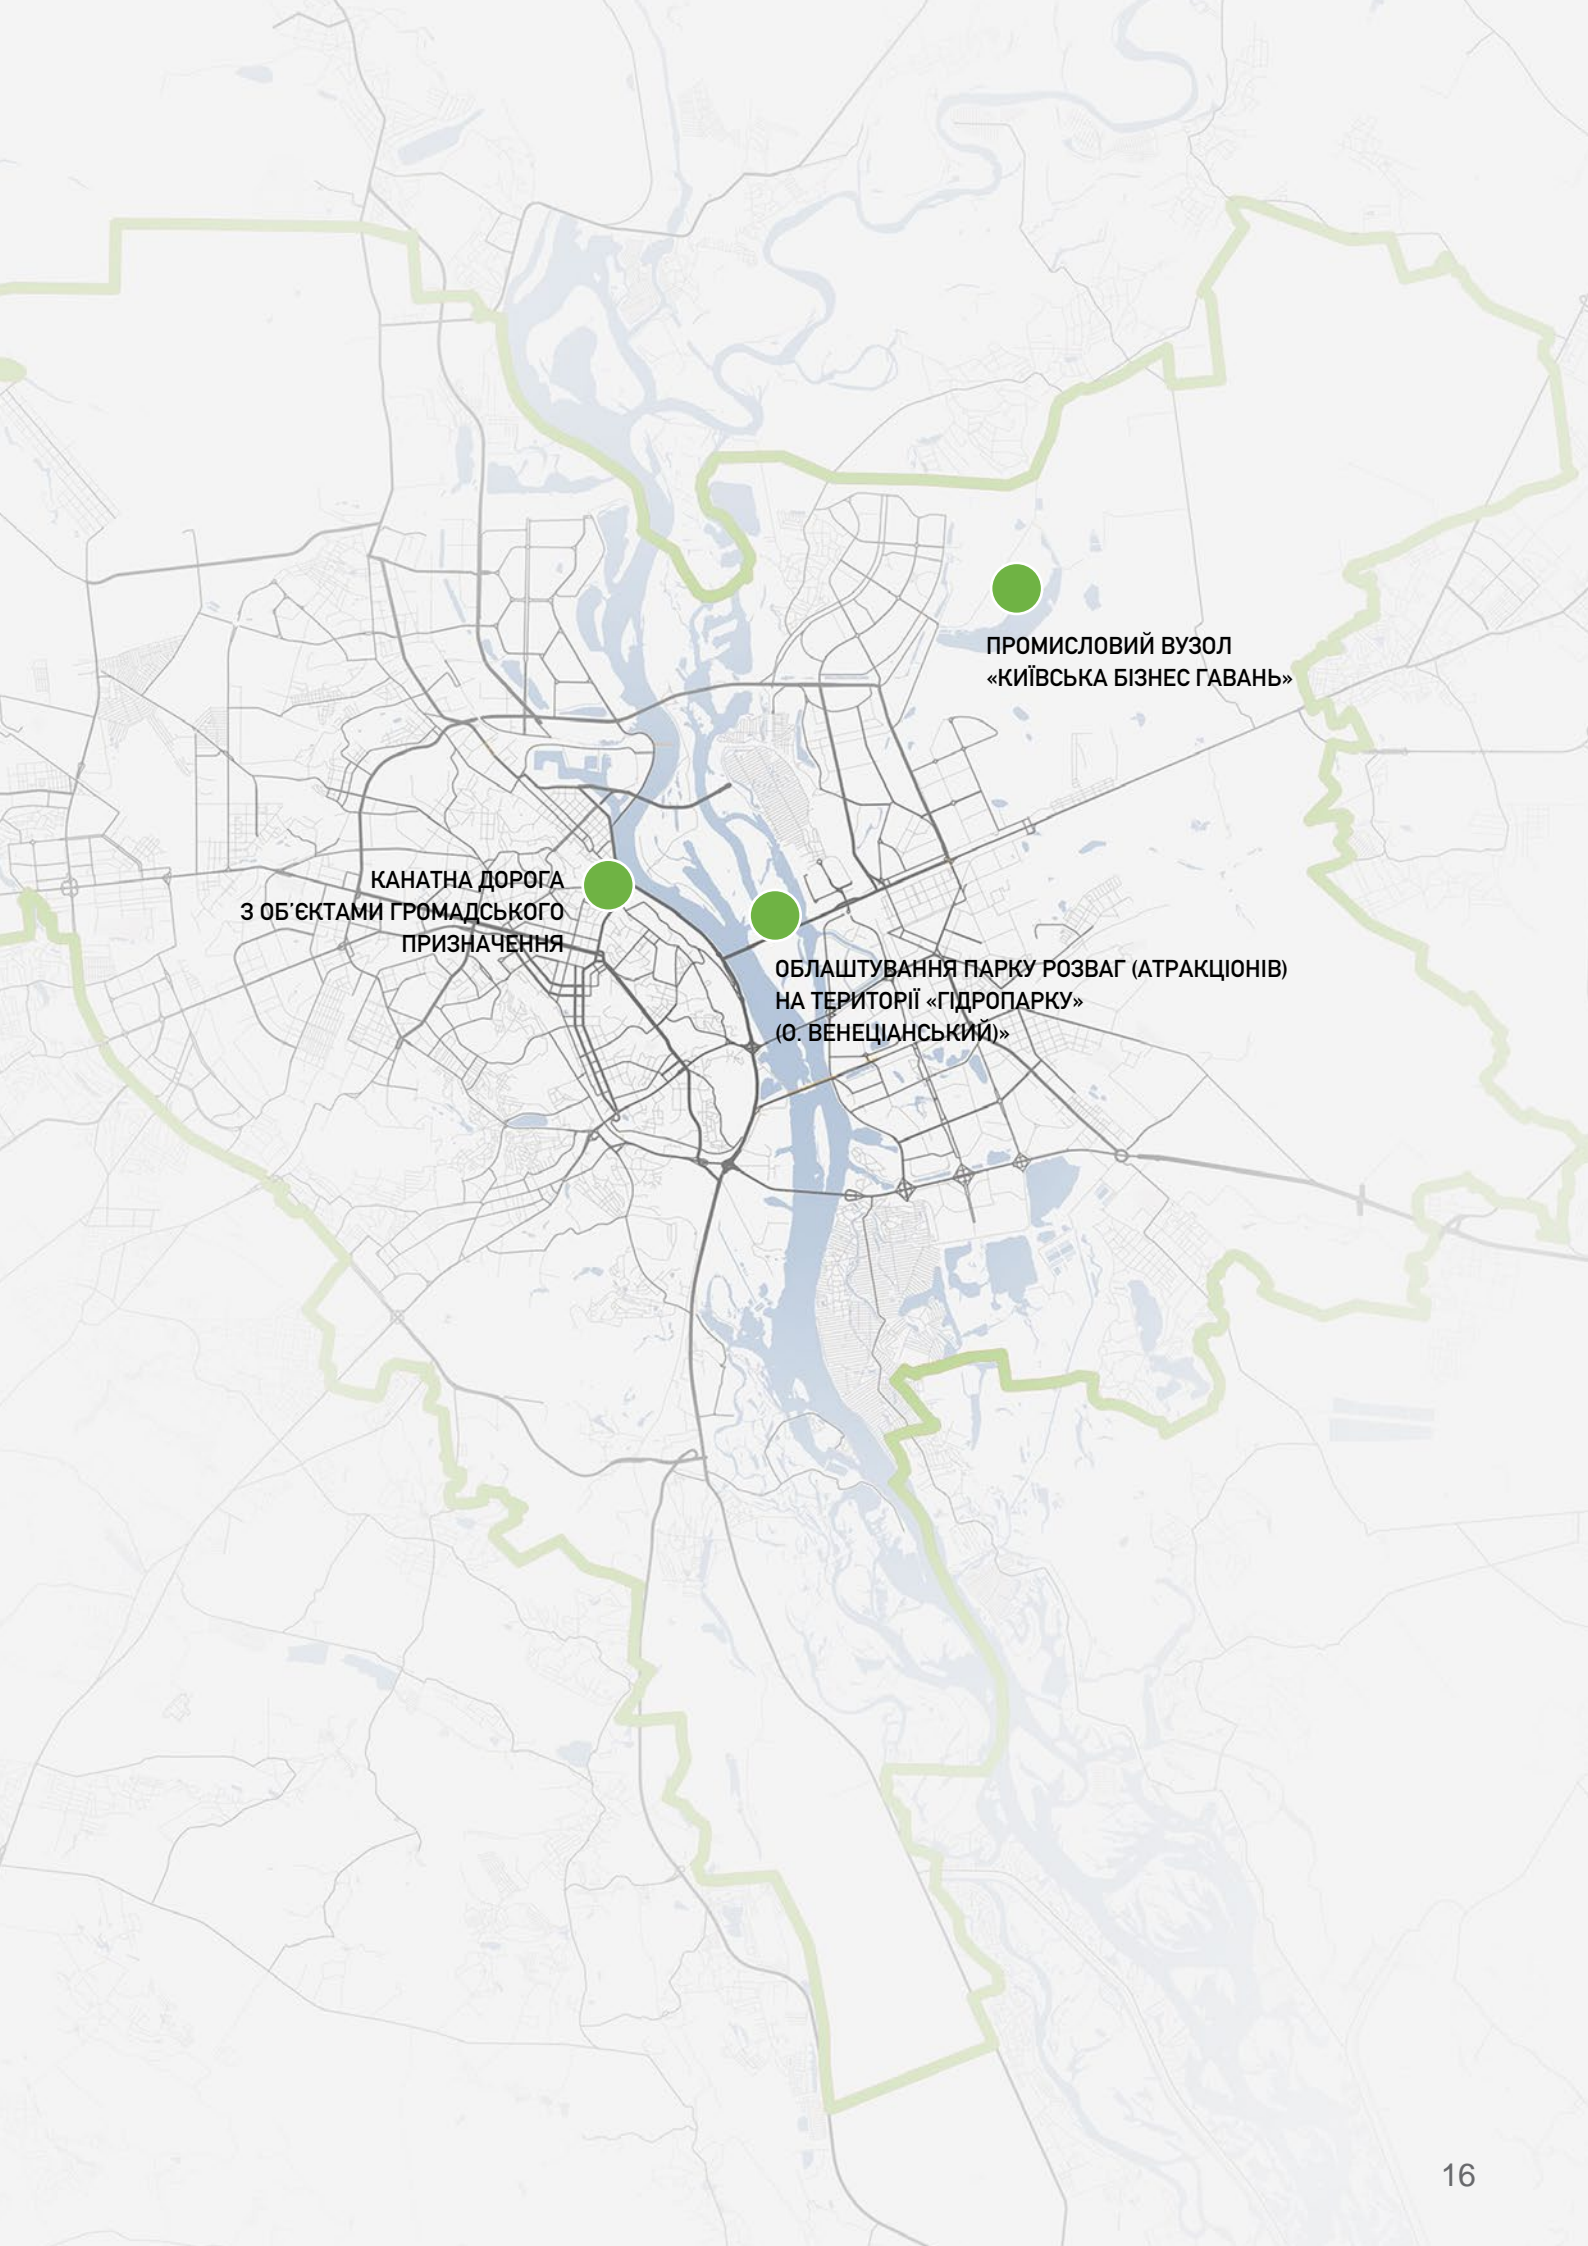 ПРОМИСЛОВИЙ ВУЗОЛ
«КИЇВСЬКА БІЗНЕС ГАВАНЬ»
КАНАТНА ДОРОГА
З ОБ'ЄКТАМИ ГРОМАДСЬКОГО
ПРИЗНАЧЕННЯ
ОБЛАШТУВАННЯ ПАРКУ РОЗВАГ (АТРАКЦІОНІВ)
НА ТЕРИТОРІЇ «ГІДРОПАРКУ»
(О. ВЕНЕЦІАНСЬКИЙ)»
16